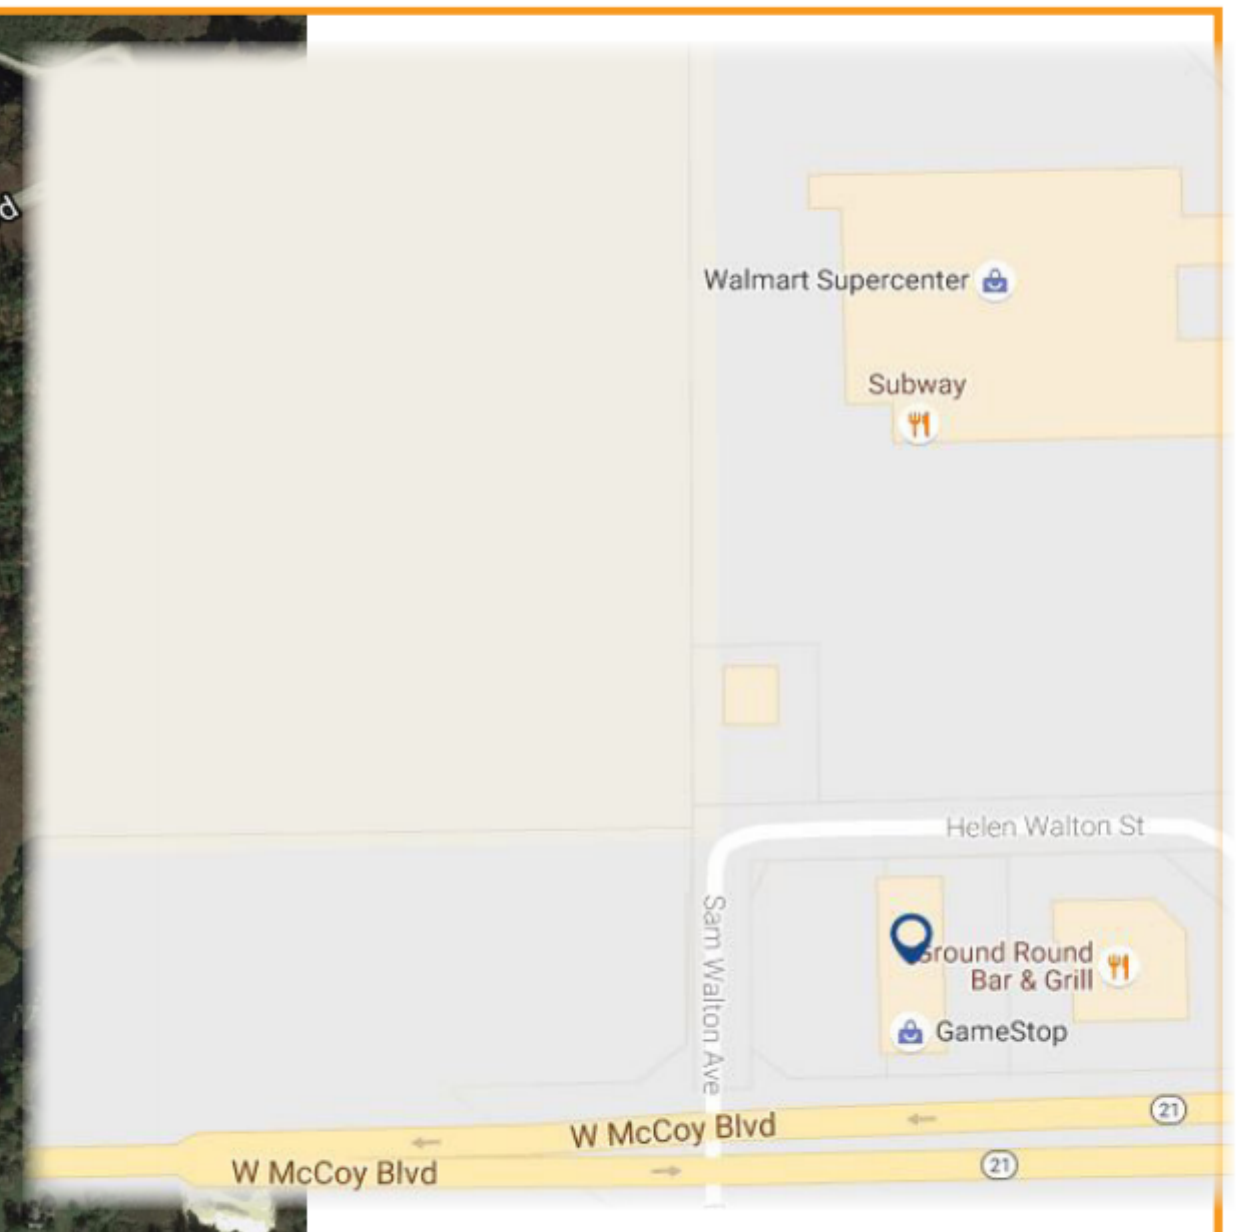 d
Walmart Supercenter
Subway
Helen Walton St
Sam Walton Ave
Ground Round
Bar & Grill
GameStop
21
W McCoy Blvd
W McCoy Blvd
21